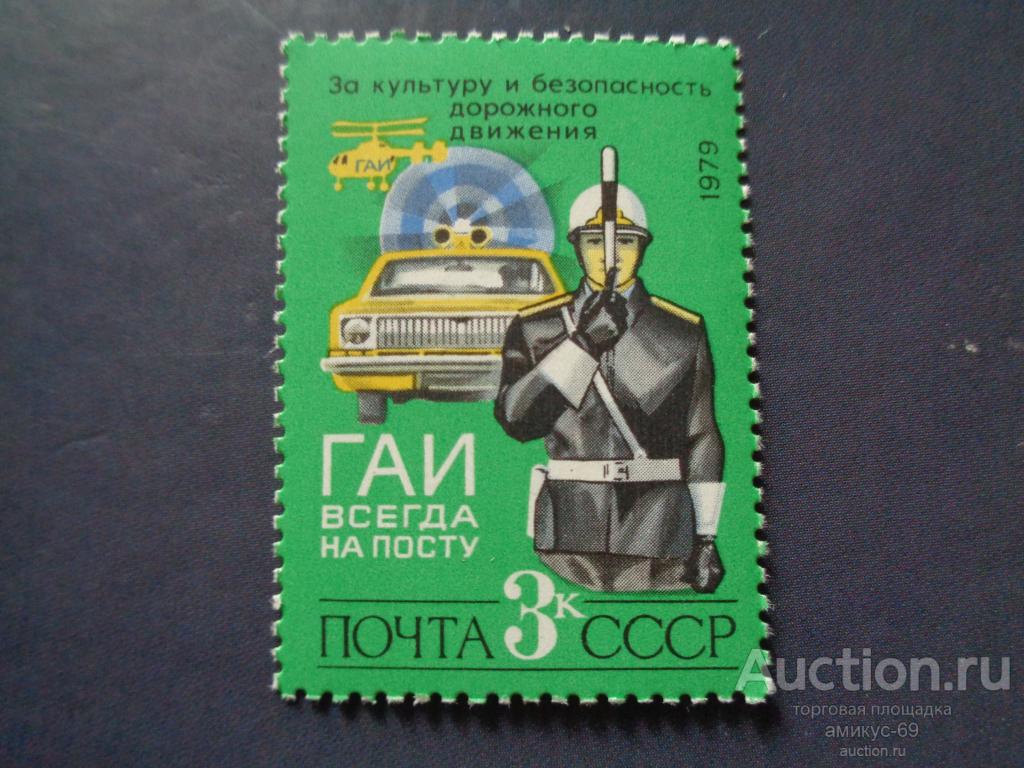 За культуру и безопасность
дорожного
движения
ГАИ
1979
ГАИ
ВСЕГДА
НА ПОСТУ
ПОЧТА 3к СССР
Auction.ru
торговая площадка
амикус-69
auction.ru